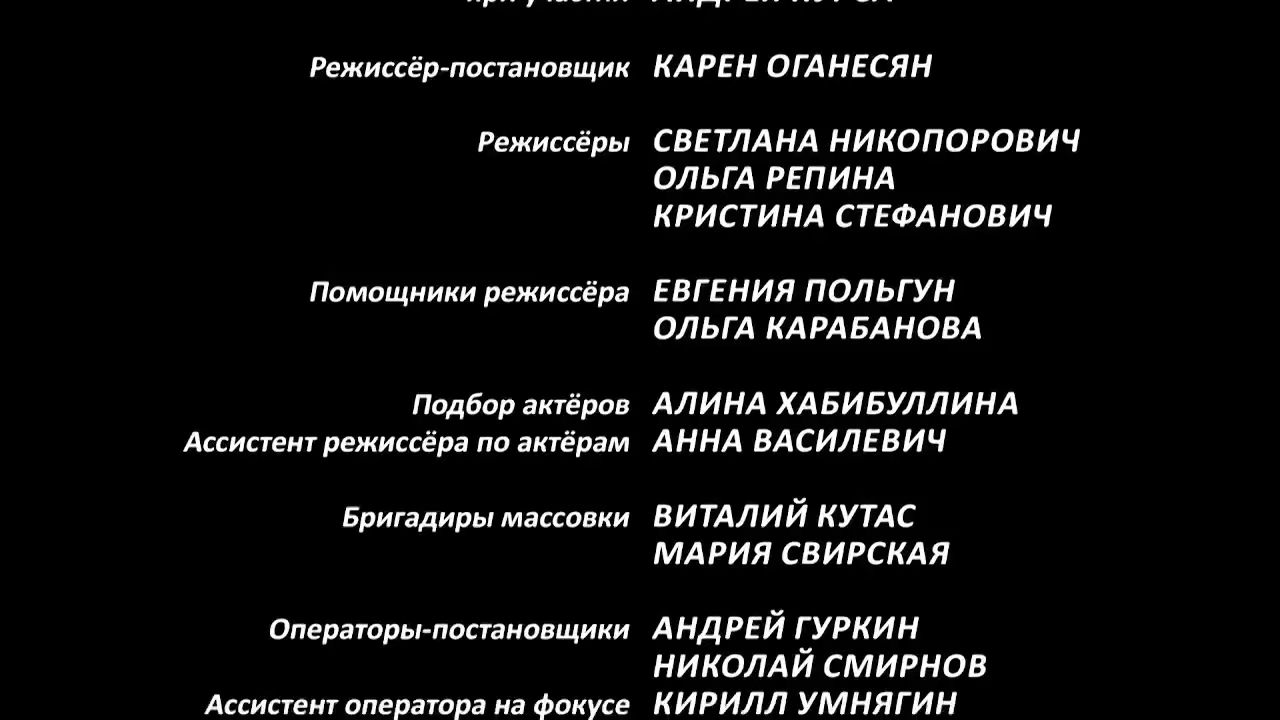 Режиссёр-постановщик КАРЕН ОГАНЕСЯН
Режиссёры СВЕТЛАНА НИКОПОРОВИЧ
ОЛЬГА РЕПИНА
КРИСТИНА СТЕФАНОВИЧ
Помощники режиссёра ЕВГЕНИЯ ПОЛЬГУН
ОЛЬГА КАРАБАНОВА
Подбор актёров АЛИНА ХАБИБУЛЛИНА
Ассистент режиссёра по актёрам АННА ВАСИЛЕВИЧ
Бригадиры массовки ВИТАЛИЙ КУТАС
МАРИЯ СВИРСКАЯ
Операторы-постановщики АНДРЕЙ ГУРКИН
НИКОЛАЙ СМИРНОВ
Ассистент оператора на фокусе КИРИЛЛ УМНЯГИН